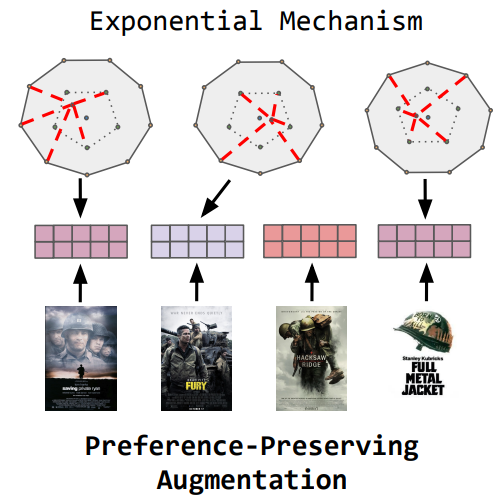 Exponential Mechanism
saving private ryan
FURY
HACKSAW
RIDGE
Stanley Kubrick's
FULL
METAL
JACKET
Preference-Preserving
Augmentation